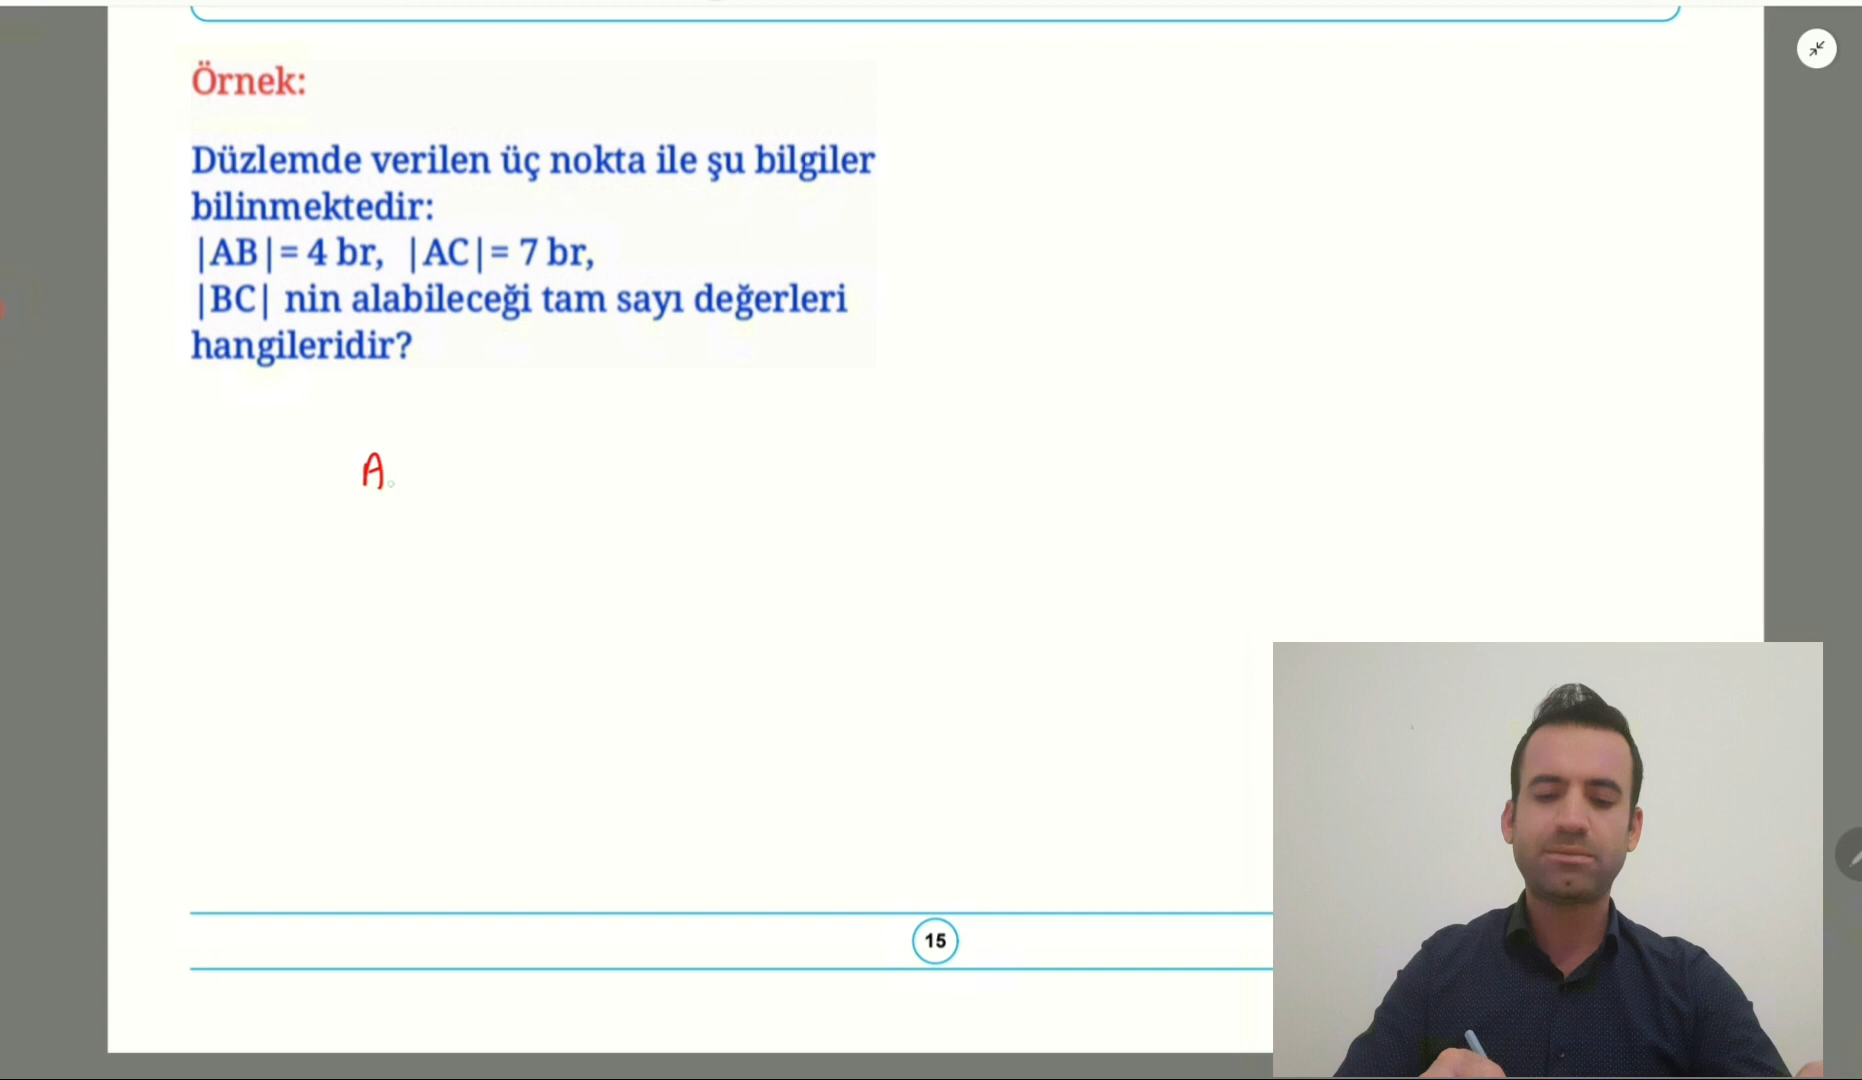 Örnek:
Düzlemde verilen üç nokta ile şu bilgiler
bilinmektedir:
|AB|= 4 br, |AC|= 7 br,
|BC| nin alabileceği tam sayı değerleri
hangileridir?
A
15